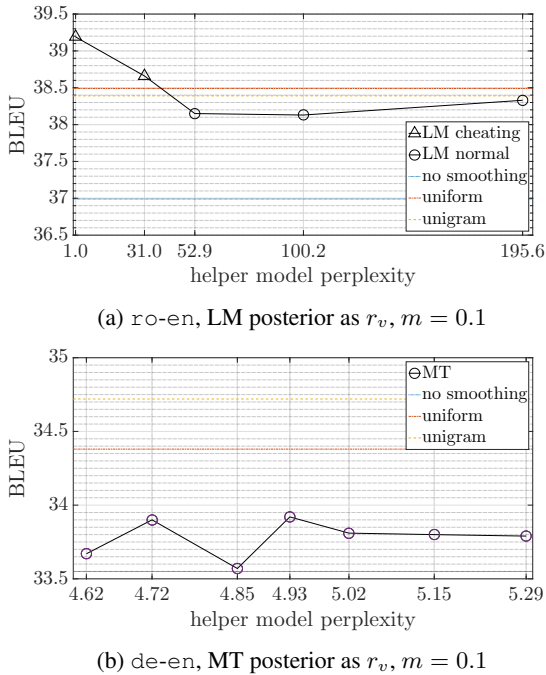 39.5
39
38.5
38
37.5
37
36.5
BLEU
LM cheating
LM normal
no smoothing
uniform
unigram
1.0 31.0 52.9 100.2 195.6
helper model perplexity
(a) ro-en, LM posterior as r_v, m = 0.1
35
34.5
34
33.5
BLEU
MT
no smoothing
uniform
unigram
4.62 4.72 4.85 4.93 5.02 5.15 5.29
helper model perplexity
(b) de-en, MT posterior as r_v, m = 0.1